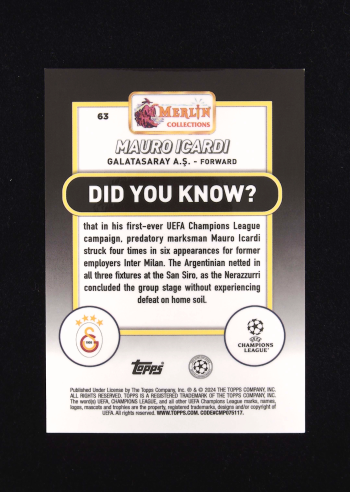 63
MERLIN
COLLECTIONS
MAURO ICARDI
GALATASARAY A.Ş. - FORWARD
DID YOU KNOW?
that in his first-ever UEFA Champions League
campaign, predatory marksman Mauro Icardi
struck four times in six appearances for former
employers Inter Milan. The Argentinian netted in
all three fixtures at the San Siro, as the Nerazzurri
concluded the group stage without experiencing
defeat on home soil.
UEFA
CHAMPIONS
LEAGUE
Topps
Published Under License by The Topps Company, Inc. ® & © 2024 THE TOPPS COMPANY, INC.
ALL RIGHTS RESERVED. TOPPS IS A REGISTERED TRADEMARK OF THE TOPPS COMPANY, INC.
The word(s) UEFA, CHAMPIONS LEAGUE, and all other UEFA Champions League marks, names,
logos, mascots and trophies are the property, registered trademarks, designs and/or copyright of
UEFA. All rights reserved. WWW.TOPPS.COM. CODE#CMP075117.